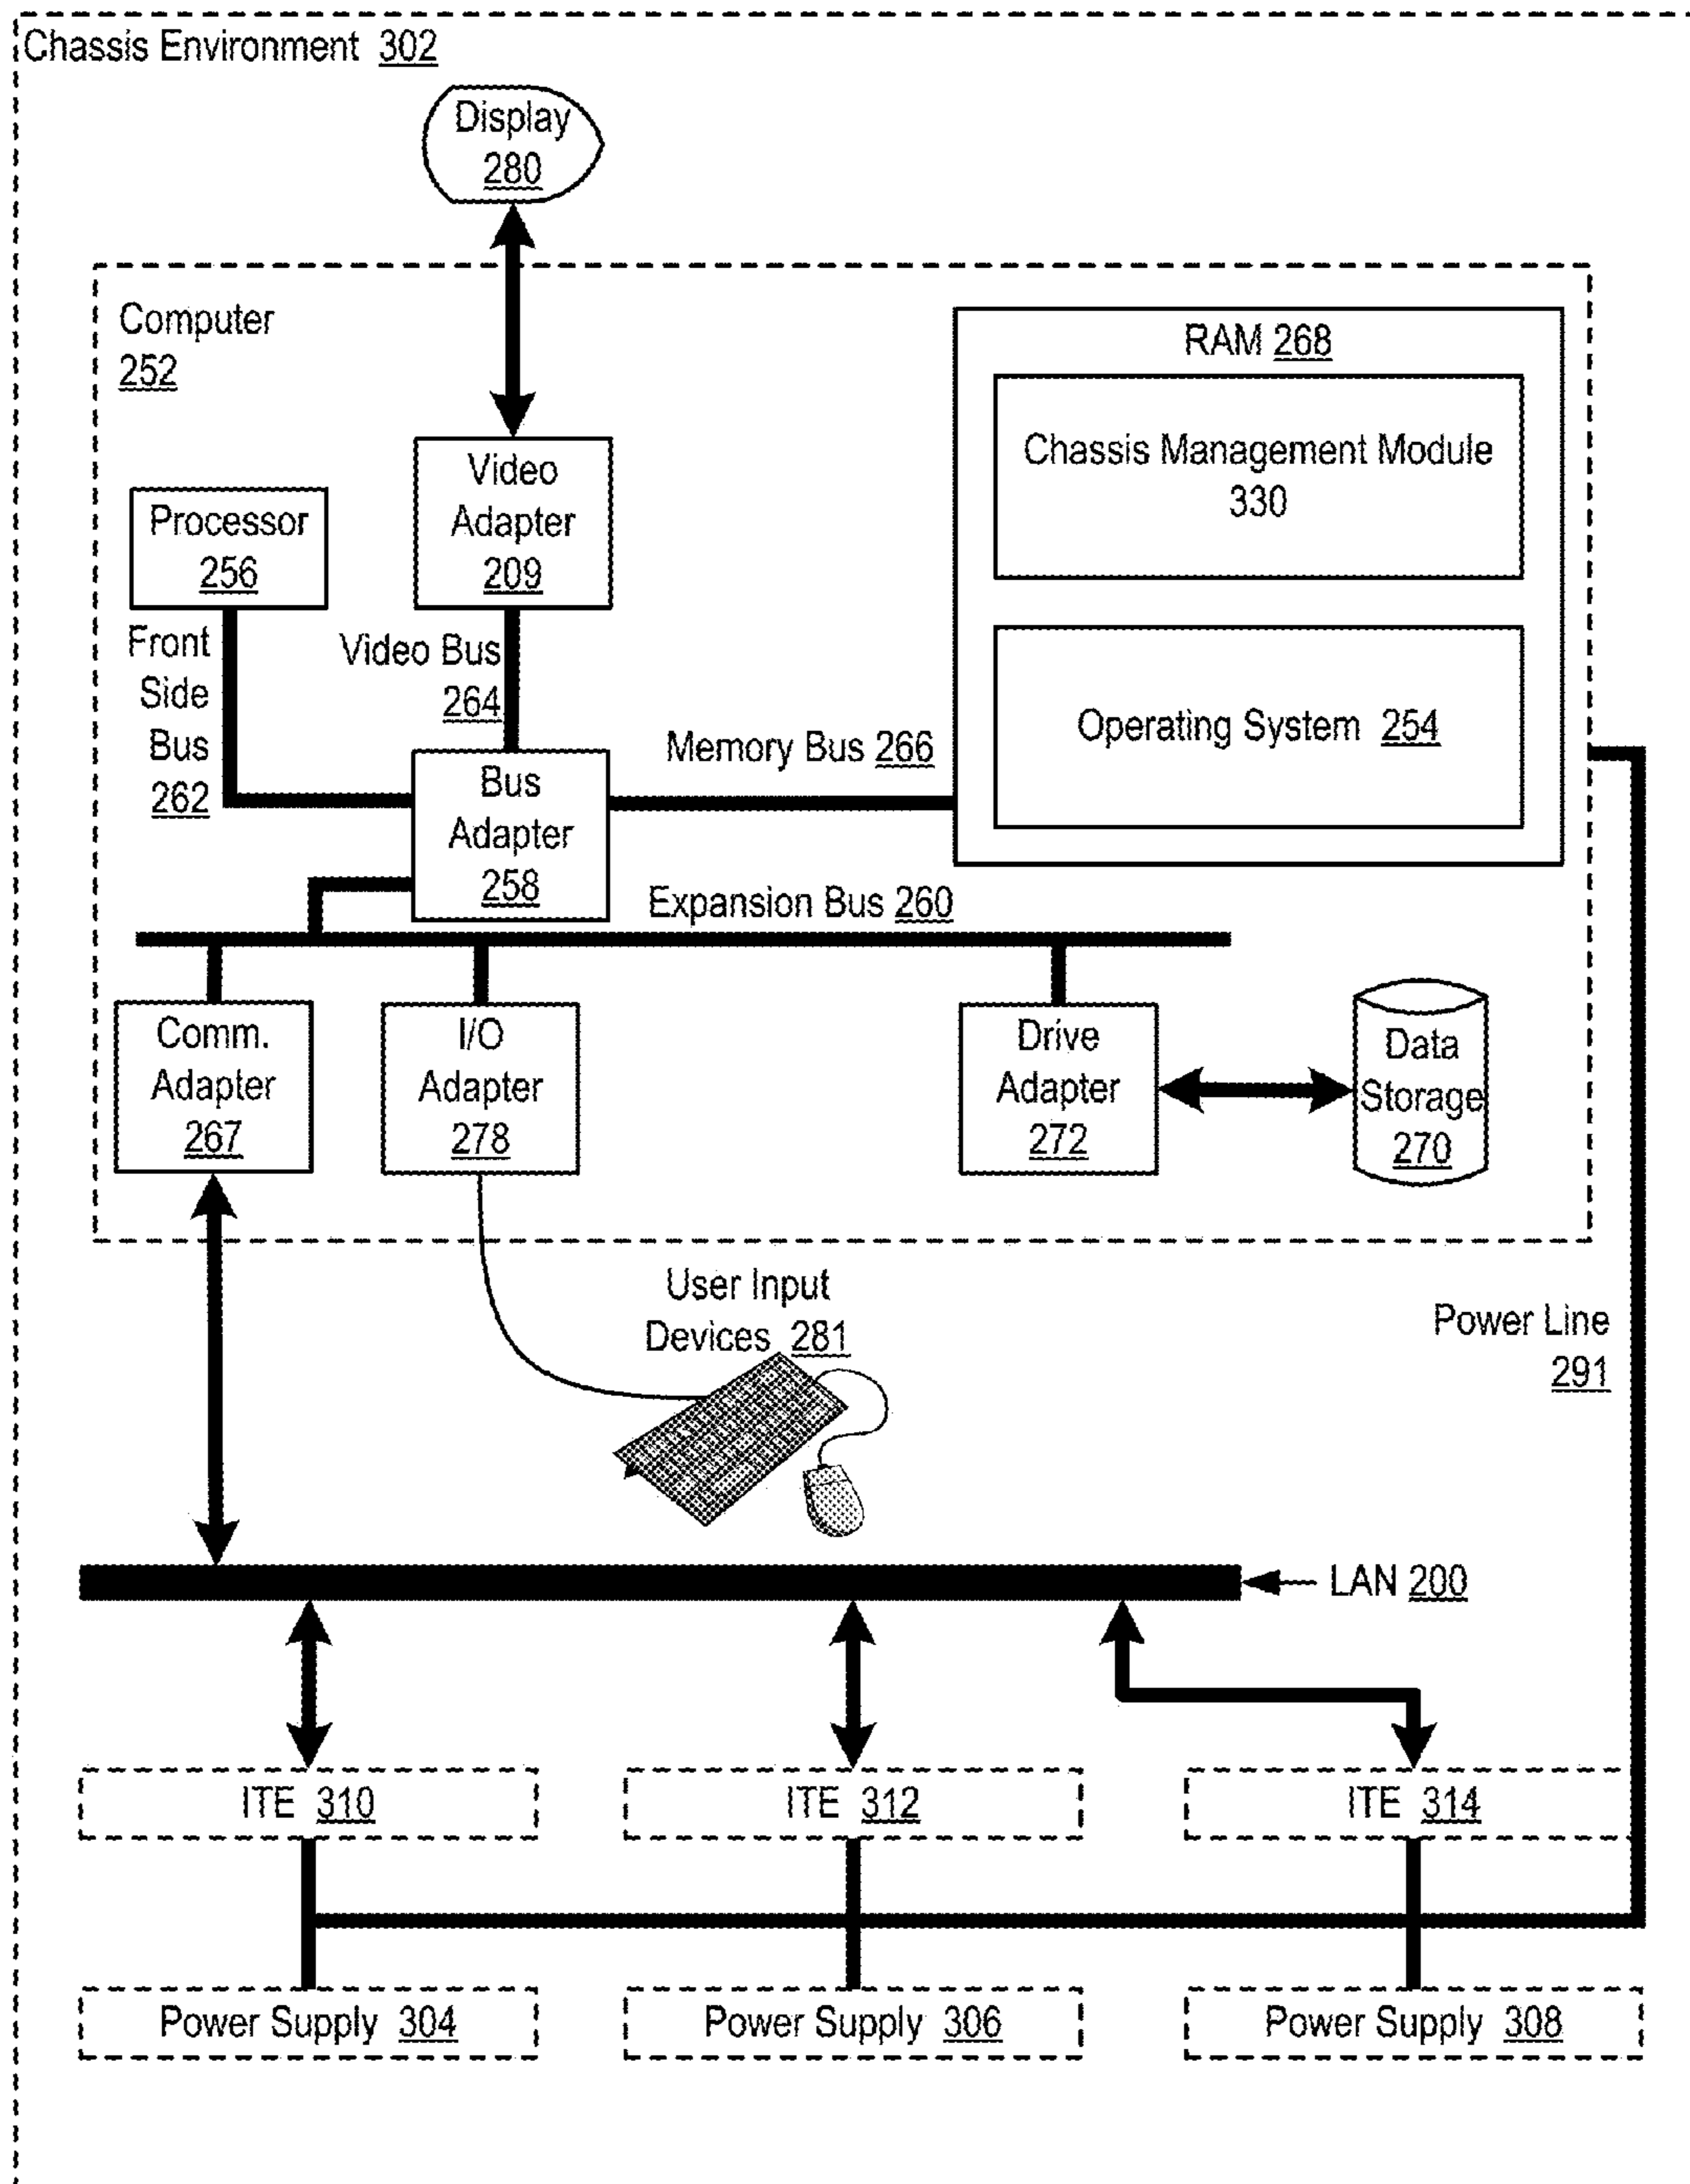 Chassis Environment 302
Display
280
Computer
252
RAM 268
Chassis Management Module
330
Video
Adapter
209
Processor
256
Front
Side
Bus
262
Video Bus
264
Operating System 254
Memory Bus 266
Bus
Adapter
258
Expansion Bus 260
Comm.
Adapter
267
I/O
Adapter
278
Drive
Adapter
272
Data
Storage
270
User Input
Devices 281
Power Line
291
LAN 200
ITE 310
ITE 312
ITE 314
Power Supply 304
Power Supply 306
Power Supply 308